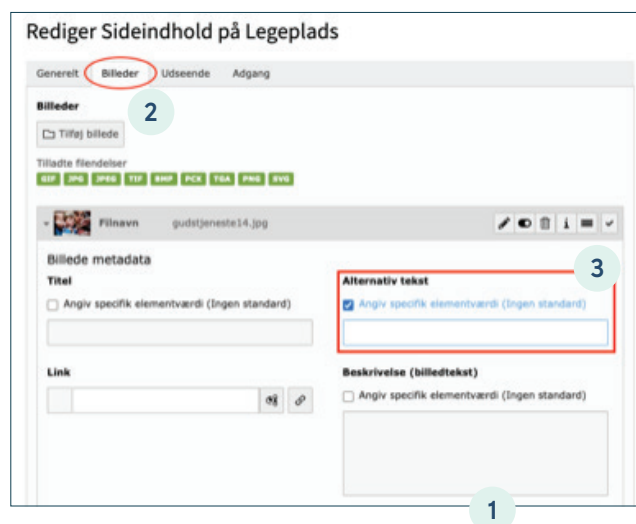 Rediger Sideindhold på Legeplads
Generelt Billeder Udseende Adgang
Billeder
2
Tilføj billede
Tilladte filendelser
GIF JPG JPEG TIF BMP PCX TGA PNG SVG
Filnavn gudstjeneste14.jpg
Billede metadata
3
Titel Alternativ tekst
Angiv specifik elementværdi (Ingen standard) Angiv specifik elementværdi (Ingen standard)
Link Beskrivelse (billedtekst)
Angiv specifik elementværdi (Ingen standard)
1